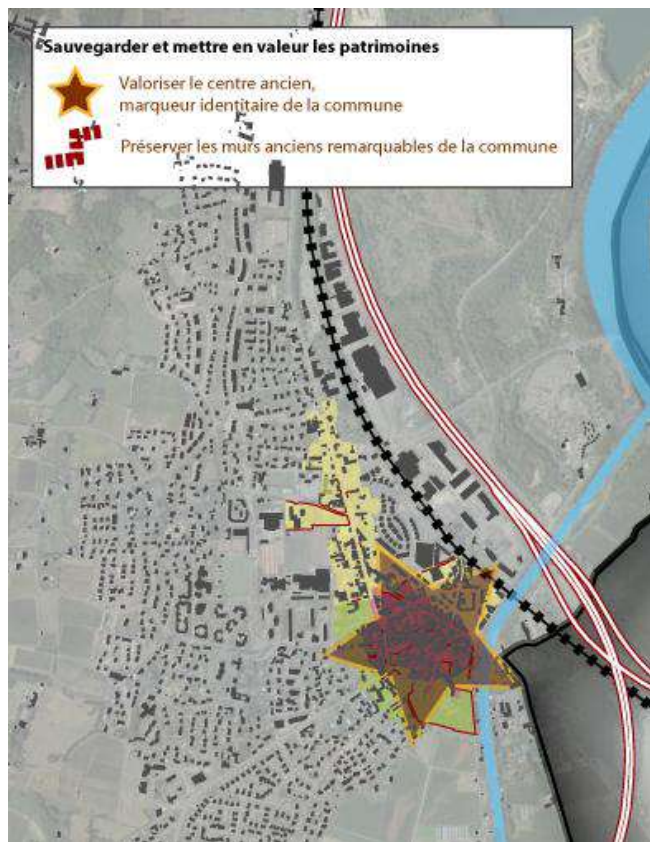 Sauvegarder et mettre en valeur les patrimoines
Valoriser le centre ancien,
marqueur identitaire de la commune
Préserver les murs anciens remarquables de la commune